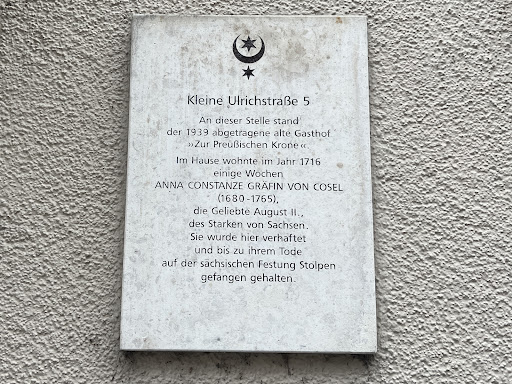 Kleine Ulrichstraße 5
An dieser Stelle stand
der 1939 abgetragene alte Gasthof
»Zur Preußischen Krone«
Im Hause wohnte im Jahr 1716
einige Wochen
ANNA CONSTANZE GRÄFIN VON COSEL
(1680-1765),
die Geliebte August II.,
des Starken von Sachsen.
Sie wurde hier verhaftet
und bis zu ihrem Tode
auf der sächsischen Festung Stolpen
gefangen gehalten.